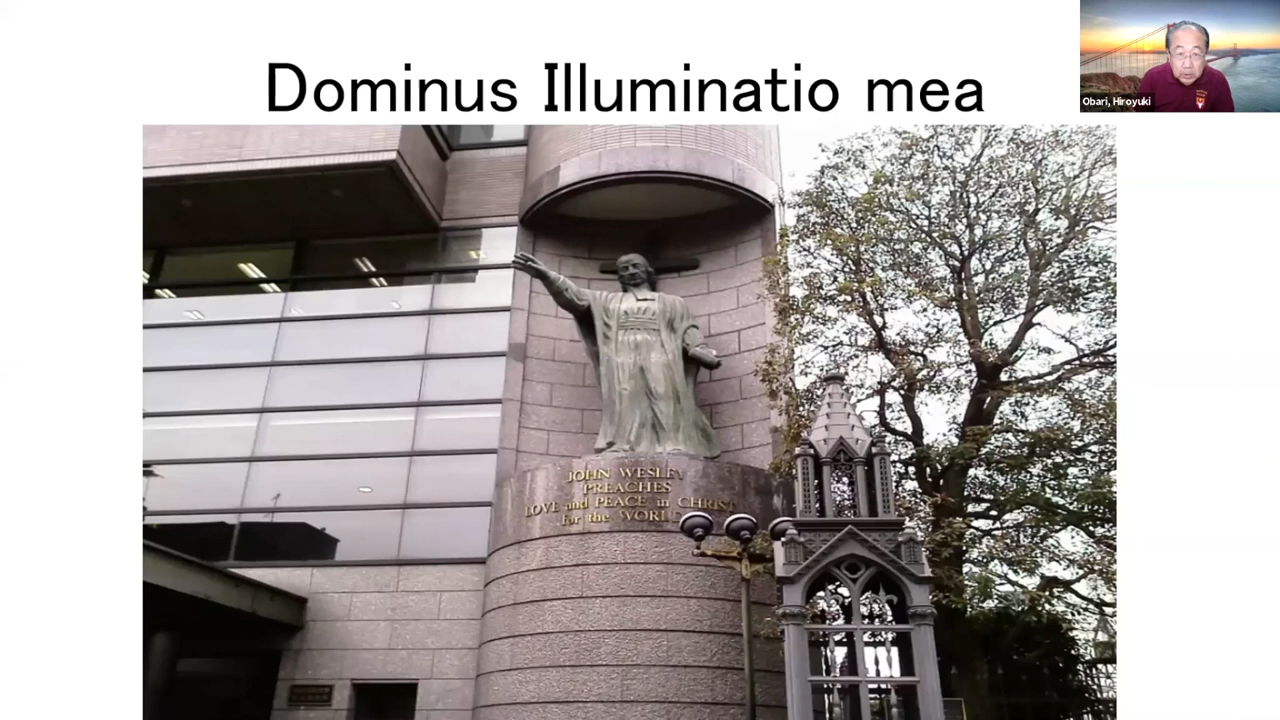 Dominus Illuminatio mea
Obari, Hiroyuki
JOHN WESLEY
PREACHES
LOVE and PEACE in CHRIST
for the WORLD